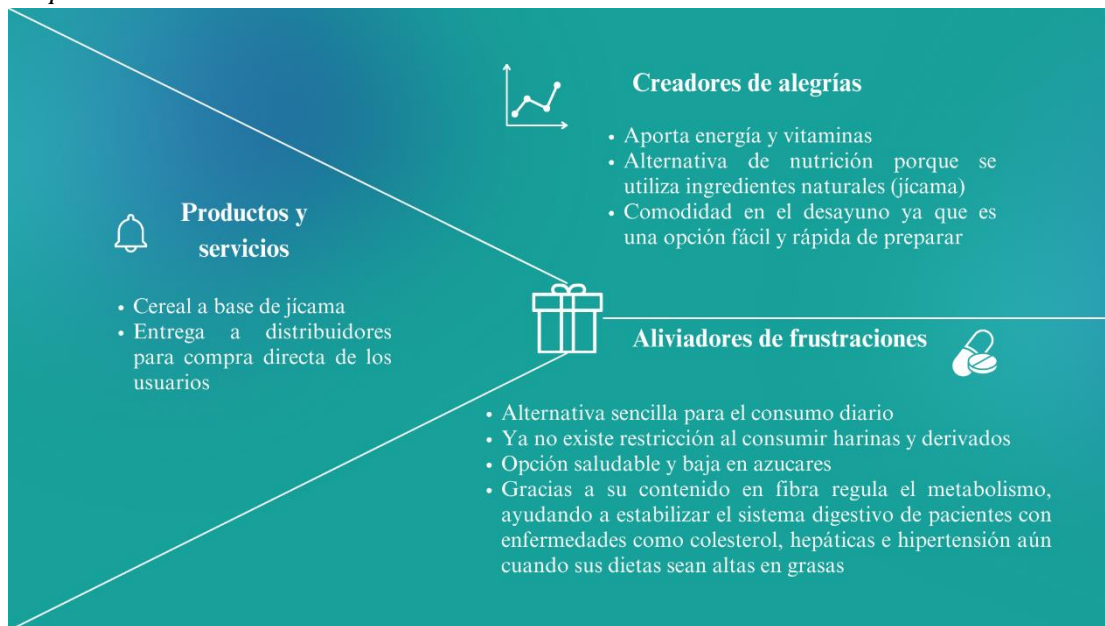 Productos y
servicios
• Cereal a base de jícama
• Entrega a distribuidores
para compra directa de los
usuarios
Creadores de alegrías
• Aporta energía y vitaminas
• Alternativa de nutrición porque se
utiliza ingredientes naturales (jícama)
• Comodidad en el desayuno ya que es
una opción fácil y rápida de preparar
Aliviadores de frustraciones
• Alternativa sencilla para el consumo diario
• Ya no existe restricción al consumir harinas y derivados
• Opción saludable y baja en azucares
• Gracias a su contenido en fibra regula el metabolismo,
ayudando a estabilizar el sistema digestivo de pacientes con
enfermedades como colesterol, hepáticas e hipertensión aún
cuando sus dietas sean altas en grasas